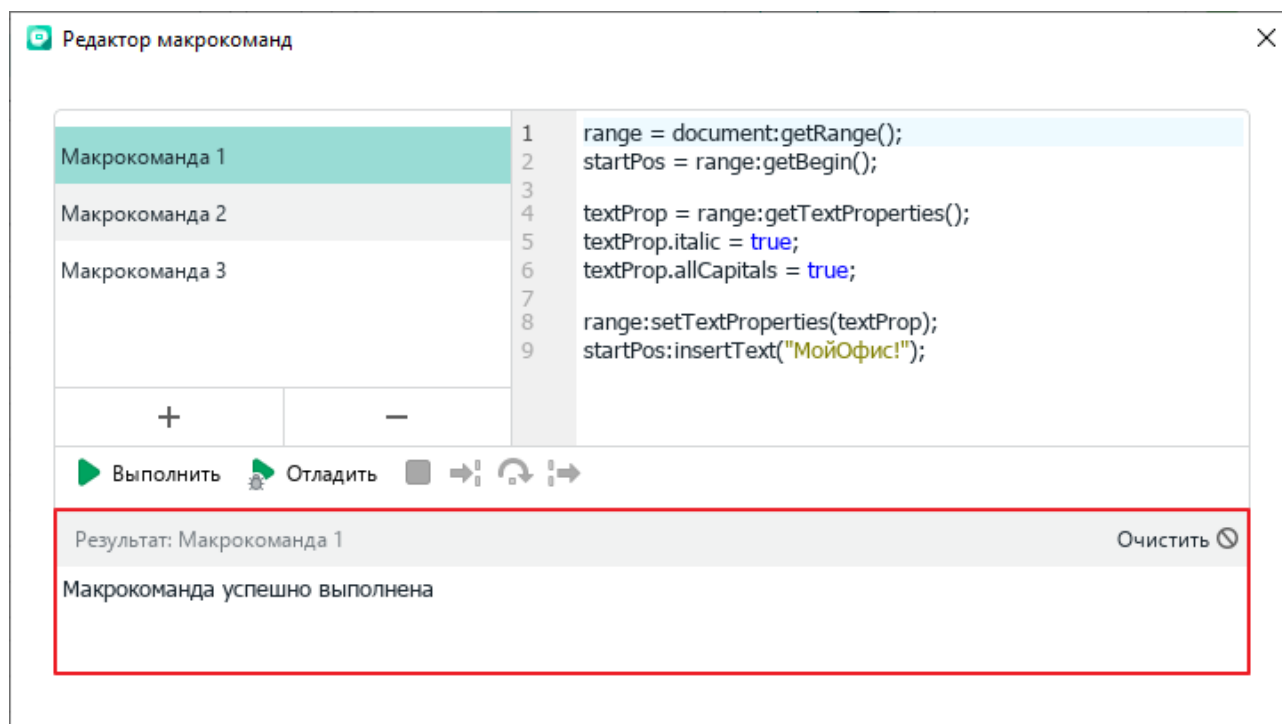 Редактор макрокоманд
Макрокоманда 1
Макрокоманда 2
Макрокоманда 3
1 range = document:getRange();
2 startPos = range:getBegin();
3
4 textProp = range:getTextProperties();
5 textProp.italic = true;
6 textProp.allCapitals = true;
7
8 range:setTextProperties(textProp);
9 startPos:insertText("МойОфис!");
Выполнить Отладить
Результат: Макрокоманда 1 Очистить
Макрокоманда успешно выполнена